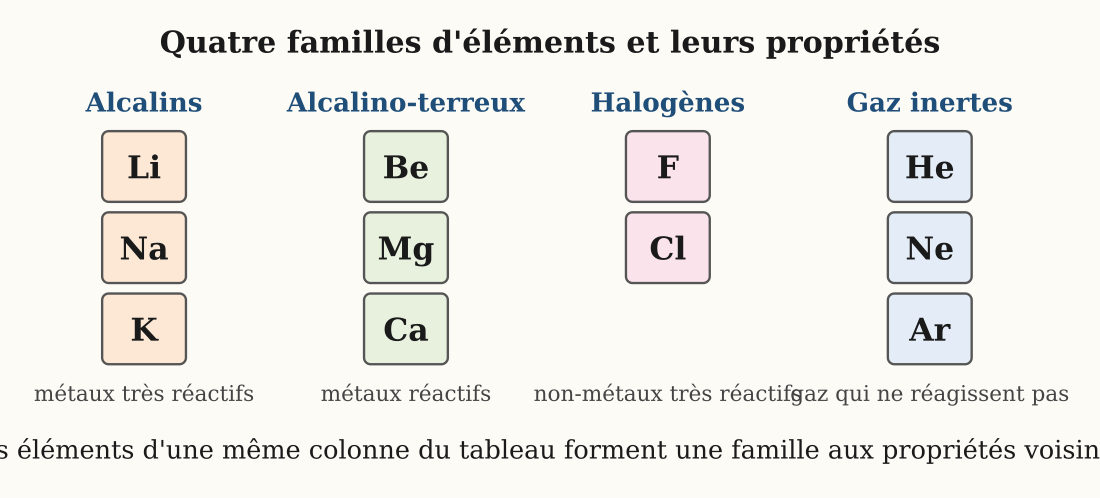 Quatre familles d'éléments et leurs propriétés
Alcalins Alcalino-terreux Halogènes Gaz inertes
Li Be F He
Na Mg Cl Ne
K Ca Ar
métaux très réactifs métaux réactifs non-métaux très réactifs gaz qui ne réagissent pas
éléments d'une même colonne du tableau forment une famille aux propriétés